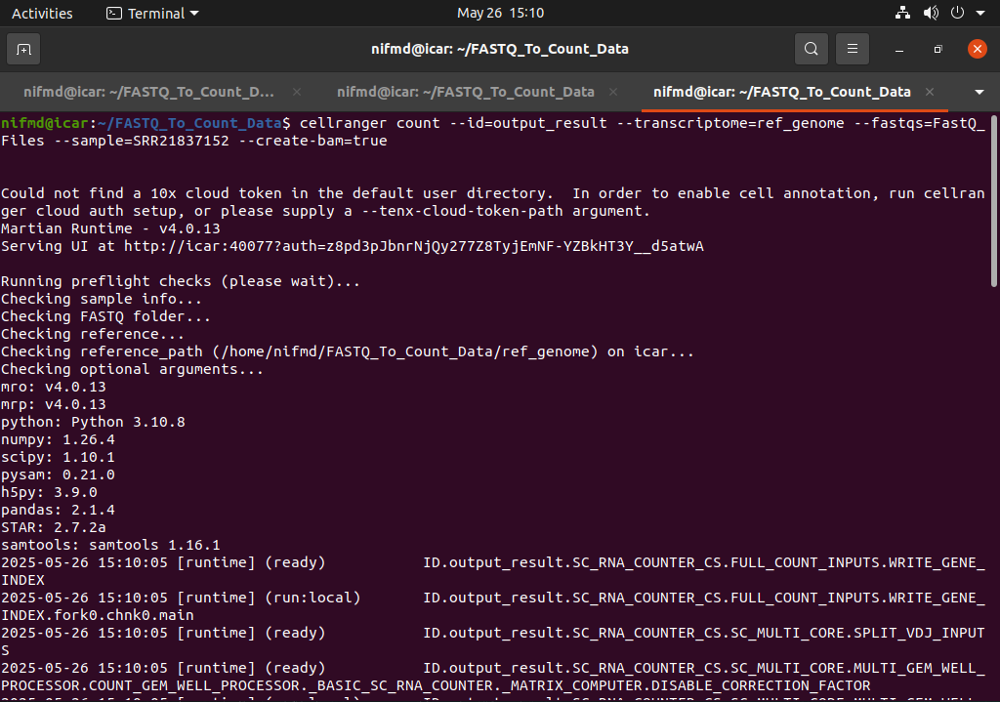 Activities Terminal May 26 15:10
nifmd@icar: ~/FASTQ_To_Count_Data
nifmd@icar: ~/FASTQ_To_Count_D... nifmd@icar: ~/FASTQ_To_Count_Data nifmd@icar: ~/FASTQ_To_Count_Data
nifmd@icar:~/FASTQ_To_Count_Data$ cellranger count --id=output_result --transcriptome=ref_genome --fastqs=FastQ_
Files --sample=SRR21837152 --create-bam=true
Could not find a 10x cloud token in the default user directory.  In order to enable cell annotation, run cellran
ger cloud auth setup, or please supply a --tenx-cloud-token-path argument.
Martian Runtime - v4.0.13
Serving UI at http://icar:40077?auth=z8pd3pJbnrNjQy277Z8TyjEmNF-YZBkHT3Y__d5atwA
Running preflight checks (please wait)...
Checking sample info...
Checking FASTQ folder...
Checking reference...
Checking reference_path (/home/nifmd/FASTQ_To_Count_Data/ref_genome) on icar...
Checking optional arguments...
mro: v4.0.13
mrp: v4.0.13
python: Python 3.10.8
numpy: 1.26.4
scipy: 1.10.1
pysam: 0.21.0
h5py: 3.9.0
pandas: 2.1.4
STAR: 2.7.2a
samtools: samtools 1.16.1
2025-05-26 15:10:05 [runtime] (ready)           ID.output_result.SC_RNA_COUNTER_CS.FULL_COUNT_INPUTS.WRITE_GENE_
INDEX
2025-05-26 15:10:05 [runtime] (run:local)       ID.output_result.SC_RNA_COUNTER_CS.FULL_COUNT_INPUTS.WRITE_GENE_
INDEX.fork0.chnk0.main
2025-05-26 15:10:05 [runtime] (ready)           ID.output_result.SC_RNA_COUNTER_CS.SC_MULTI_CORE.SPLIT_VDJ_INPUT
S
2025-05-26 15:10:05 [runtime] (ready)           ID.output_result.SC_RNA_COUNTER_CS.SC_MULTI_CORE.MULTI_GEM_WELL_
PROCESSOR.COUNT_GEM_WELL_PROCESSOR._BASIC_SC_RNA_COUNTER._MATRIX_COMPUTER.DISABLE_CORRECTION_FACTOR